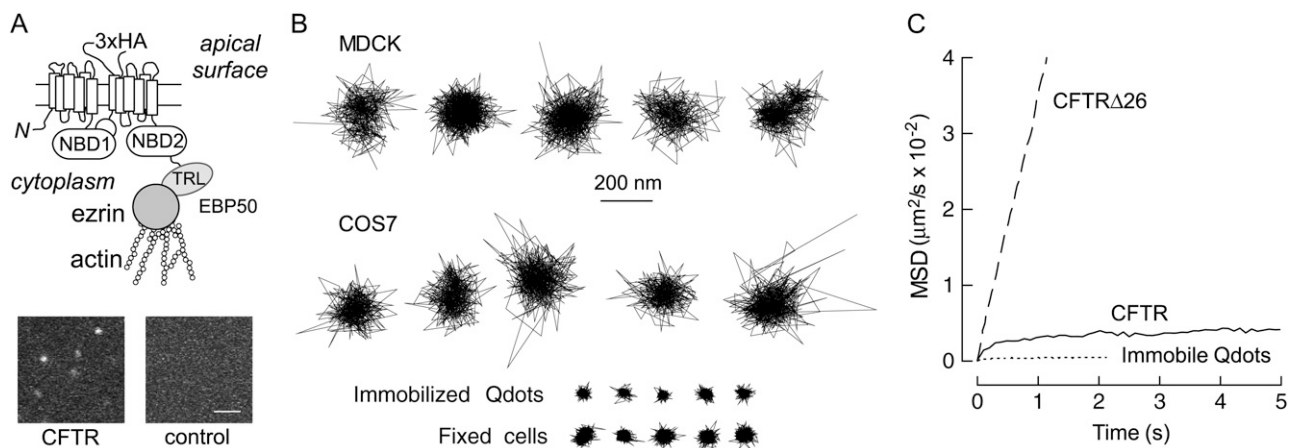 A
3xHA
apical
surface
N
NBD1
NBD2
cytoplasm
TRL
ezrin
EBP50
actin
CFTR
control
B
MDCK
200 nm
COS7
Immobilized Qdots
Fixed cells
C
MSD (μm²/s x 10⁻²)
4
3
2
1
0
CFTRΔ26
CFTR
Immobile Qdots
0 1 2 3 4 5
Time (s)